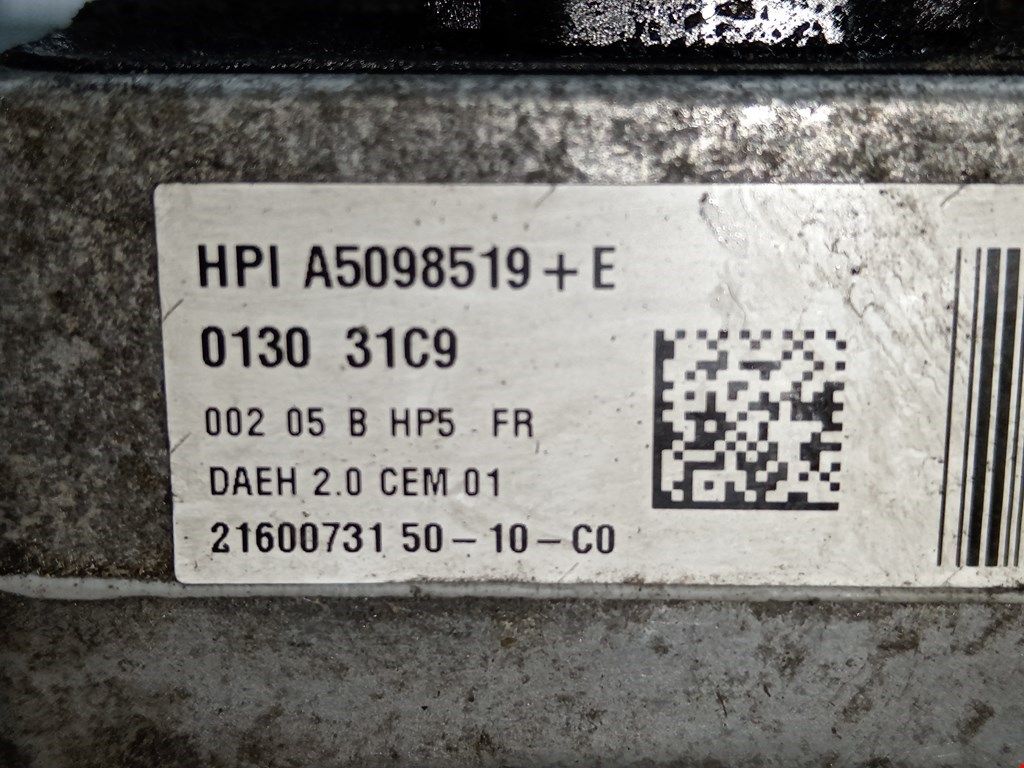 HPI A5098519+E
0130 31C9
002 05 B HP5 FR
DAEH 2.0 CEM 01
21600731 50-10-C0